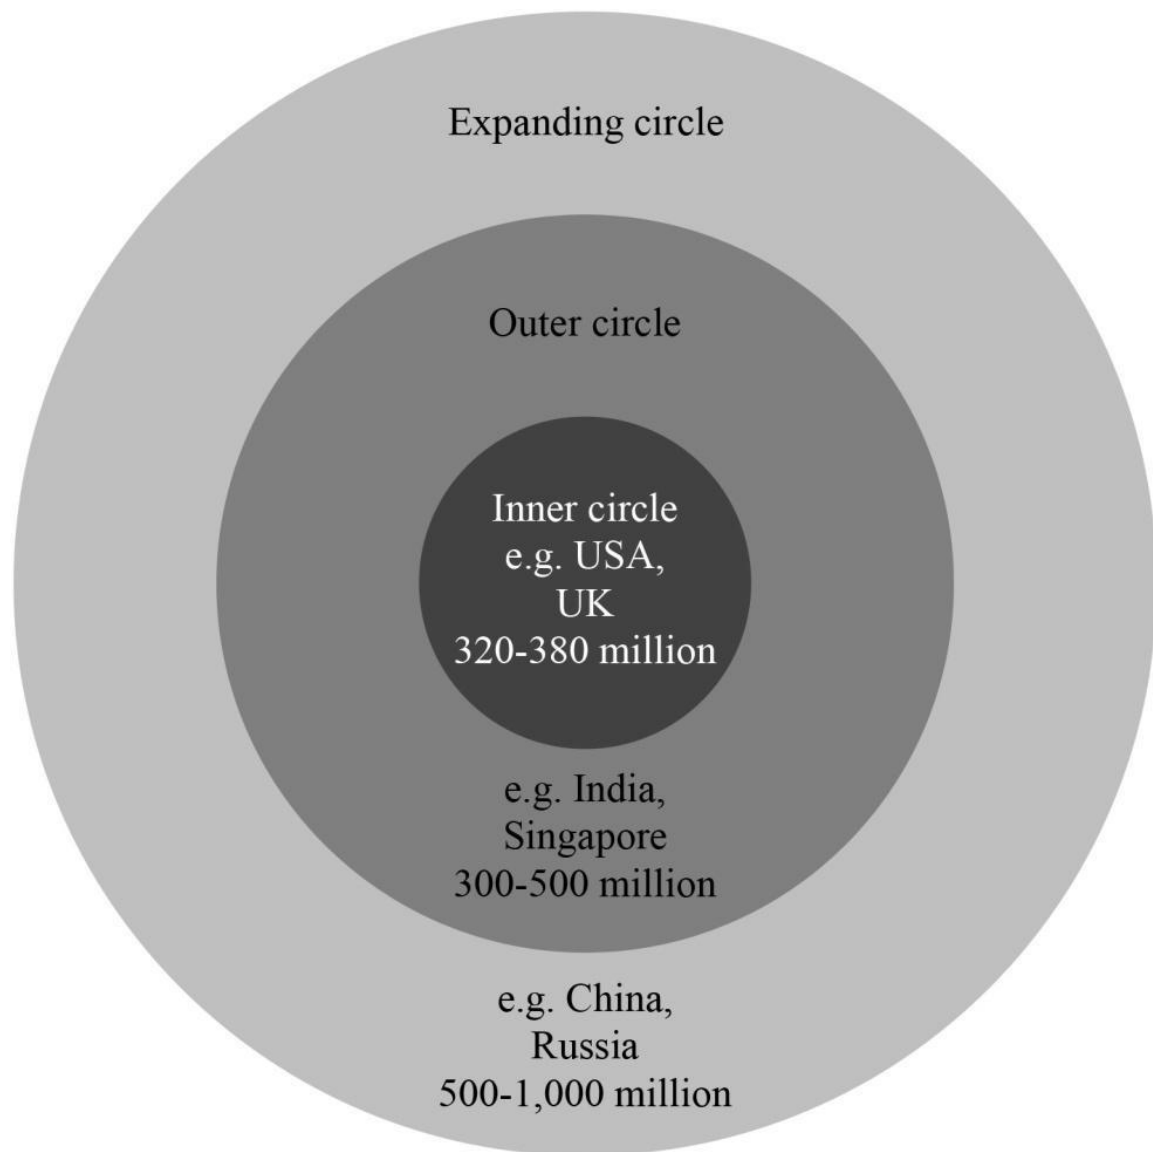 Expanding circle
Outer circle
Inner circle
e.g. USA,
UK
320-380 million
e.g. India,
Singapore
300-500 million
e.g. China,
Russia
500-1,000 million